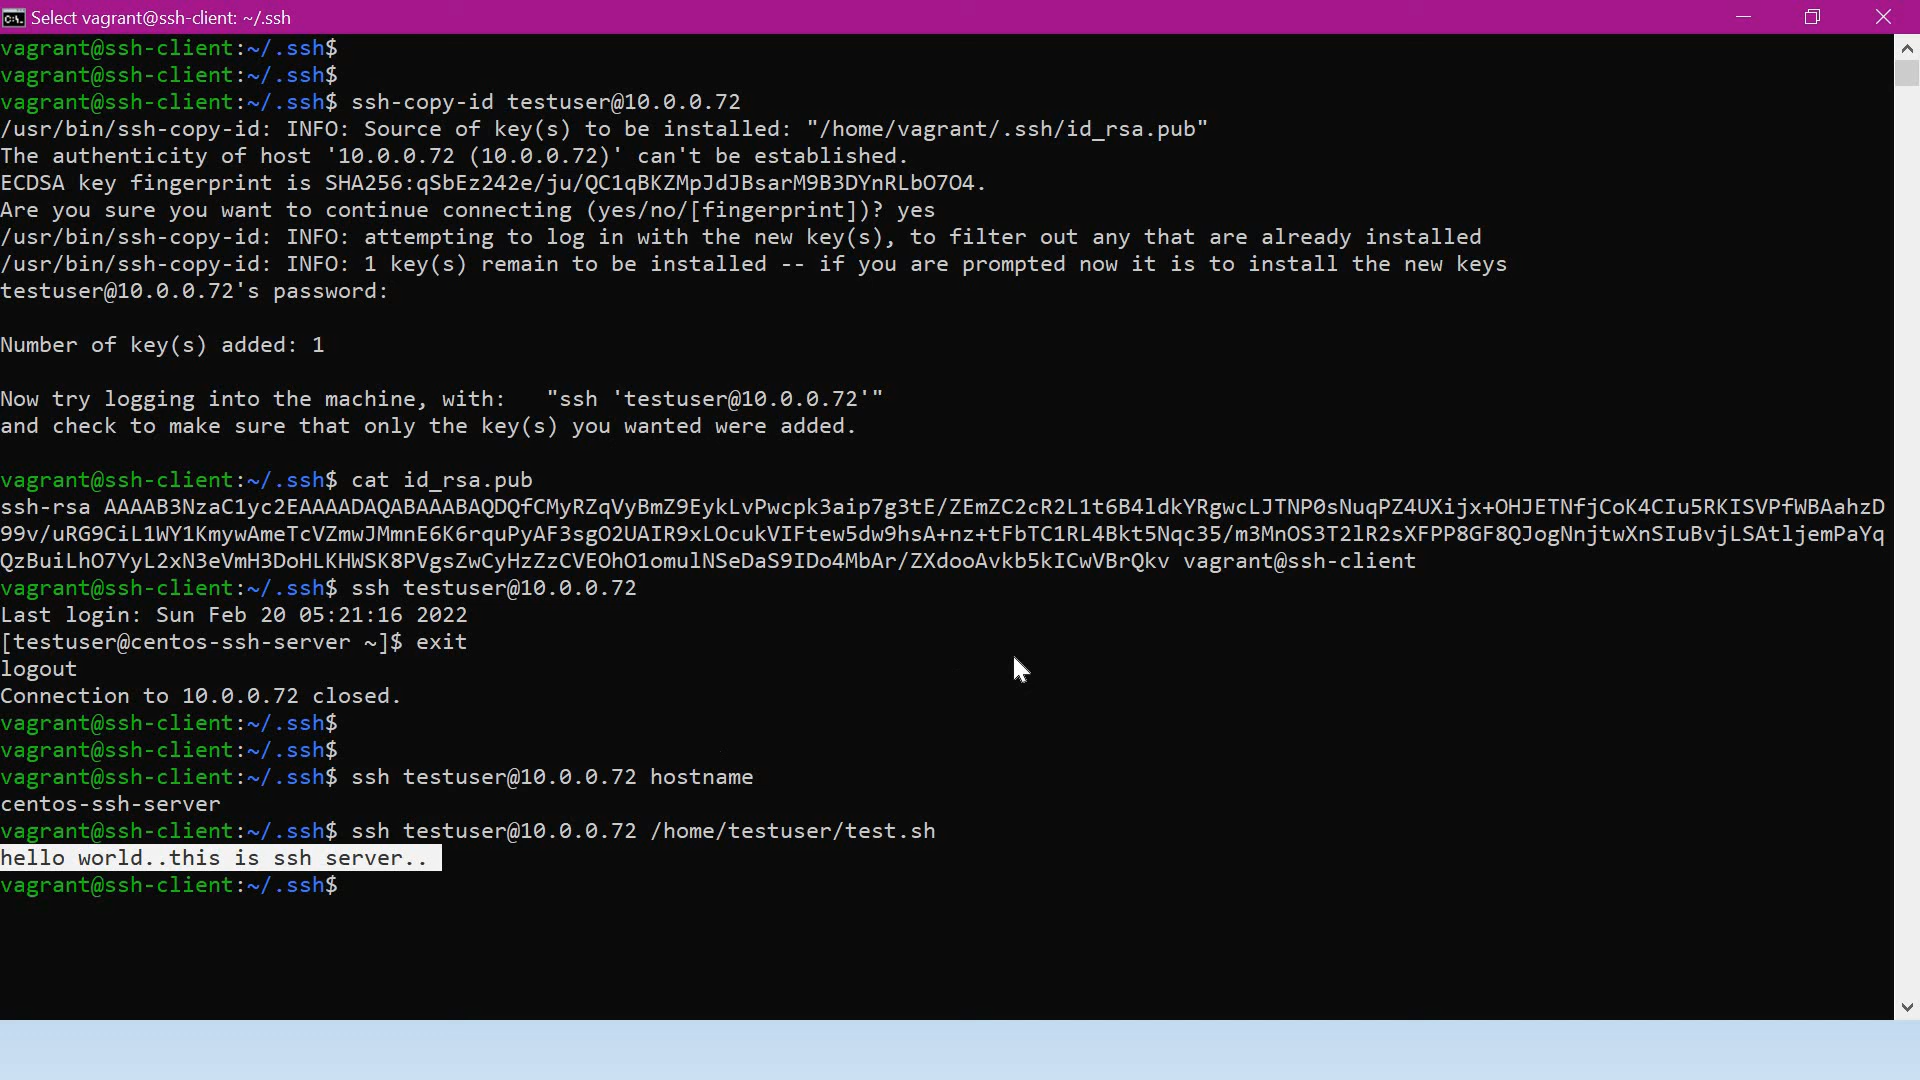 Select vagrant@ssh-client: ~/.ssh
vagrant@ssh-client:~/.ssh$
vagrant@ssh-client:~/.ssh$
vagrant@ssh-client:~/.ssh$ ssh-copy-id testuser@10.0.0.72
/usr/bin/ssh-copy-id: INFO: Source of key(s) to be installed: "/home/vagrant/.ssh/id_rsa.pub"
The authenticity of host '10.0.0.72 (10.0.0.72)' can't be established.
ECDSA key fingerprint is SHA256:qSbEz242e/ju/QC1qBKZMpJdJBsarM9B3DYnRLbO7O4.
Are you sure you want to continue connecting (yes/no/[fingerprint])? yes
/usr/bin/ssh-copy-id: INFO: attempting to log in with the new key(s), to filter out any that are already installed
/usr/bin/ssh-copy-id: INFO: 1 key(s) remain to be installed -- if you are prompted now it is to install the new keys
testuser@10.0.0.72's password:
Number of key(s) added: 1
Now try logging into the machine, with:   "ssh 'testuser@10.0.0.72'"
and check to make sure that only the key(s) you wanted were added.
vagrant@ssh-client:~/.ssh$ cat id_rsa.pub
ssh-rsa AAAAB3NzaC1yc2EAAAADAQABAAABAQDQfCMyRZqVyBmZ9EykLvPwcpk3aip7g3tE/ZEmZC2cR2L1t6B4ldkYRgwcLJTNP0sNuqPZ4UXijx+OHJETNfjCoK4CIu5RKISVPfWBAahzD
99v/uRG9CiL1WY1KmywAmeTcVZmwJMmnE6K6rquPyAF3sgO2UAIR9xLOcukVIFtew5dw9hsA+nz+tFbTC1RL4Bkt5Nqc35/m3MnOS3T2lR2sXFPP8GF8QJogNnjtwXnSIuBvjLSAtljemPaYq
QzBuiLhO7YyL2xN3eVmH3DoHLKHWSK8PVgsZwCyHzZzCVEOhO1omulNSeDaS9IDo4MbAr/ZXdooAvkb5kICwVBrQkv vagrant@ssh-client
vagrant@ssh-client:~/.ssh$ ssh testuser@10.0.0.72
Last login: Sun Feb 20 05:21:16 2022
[testuser@centos-ssh-server ~]$ exit
logout
Connection to 10.0.0.72 closed.
vagrant@ssh-client:~/.ssh$
vagrant@ssh-client:~/.ssh$
vagrant@ssh-client:~/.ssh$ ssh testuser@10.0.0.72 hostname
centos-ssh-server
vagrant@ssh-client:~/.ssh$ ssh testuser@10.0.0.72 /home/testuser/test.sh
hello world..this is ssh server..
vagrant@ssh-client:~/.ssh$